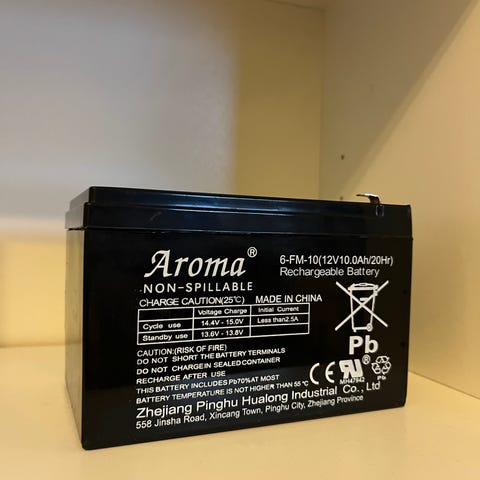 Aroma®
NON-SPILLABLE
6-FM-10(12V10.0Ah/20Hr)
Rechargeable Battery
CHARGE CAUTION(25℃) MADE IN CHINA
Voltage Charge Initial Current
Cycle use 14.4V - 15.0V Less than2.5A
Standby use 13.6V - 13.8V
CAUTION:(RISK OF FIRE)
DO NOT SHORT THE BATTERY TERMINALS
DO NOT CHARGE IN SEALED CONTAINER
RECHARGE AFTER USE
THIS BATTERY INCLUDES Pb70%AT MOST
BATTERY TEMPERATURE IS NOT HIGHER THAN 55 ℃
Pb
CE
MH47942
Pb
Zhejiang Pinghu Hualong Industrial Co., Ltd
558 Jinsha Road, Xincang Town, Pinghu City, Zhejiang Province